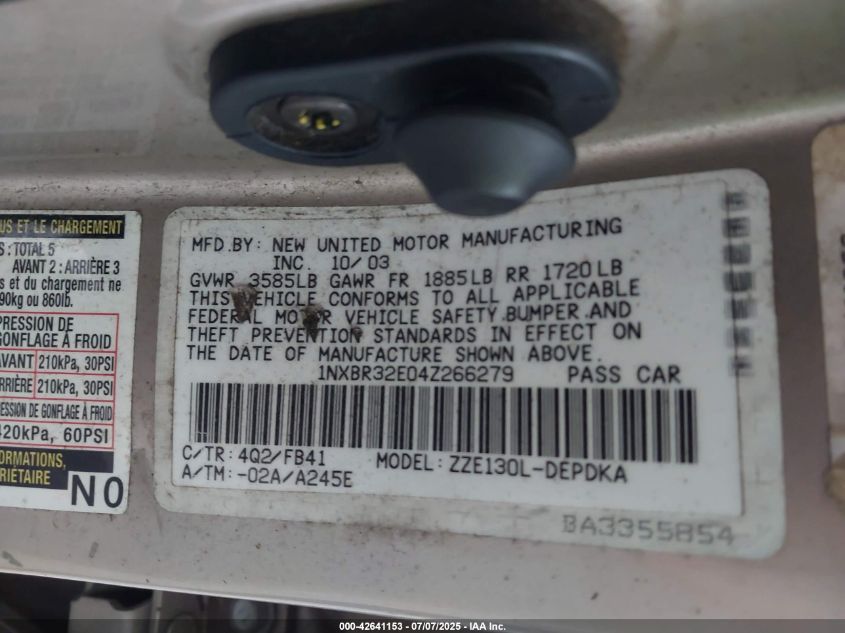 US ET LE CHARGEMENT
S : TOTAL 5
AVANT 2 : ARRIÈRE 3
s et du chargement ne
90kg ou 860lb.
PRESSION DE
GONFLAGE À FROID
AVANT 210kPa, 30PSI
RRIÈRE 210kPa, 30PSI
ESSION DE GONFLAGE À FROID
420kPa, 60PSI
FORMATIONS,
RIÉTAIRE
NO
MFD.BY: NEW UNITED MOTOR MANUFACTURING
INC. 10/03
GVWR 3585LB GAWR FR 1885LB RR 1720LB
THIS VEHICLE CONFORMS TO ALL APPLICABLE
FEDERAL MOTOR VEHICLE SAFETY,BUMPER,AND
THEFT PREVENTION STANDARDS IN EFFECT ON
THE DATE OF MANUFACTURE SHOWN ABOVE.
1NXBR32E04Z266279 PASS CAR
C/TR: 4Q2/FB41 MODEL: ZZE130L-DEPDKA
A/TM: -02A/A245E
BA3355854
000-42641153 - 07/07/2025 - IAA Inc.